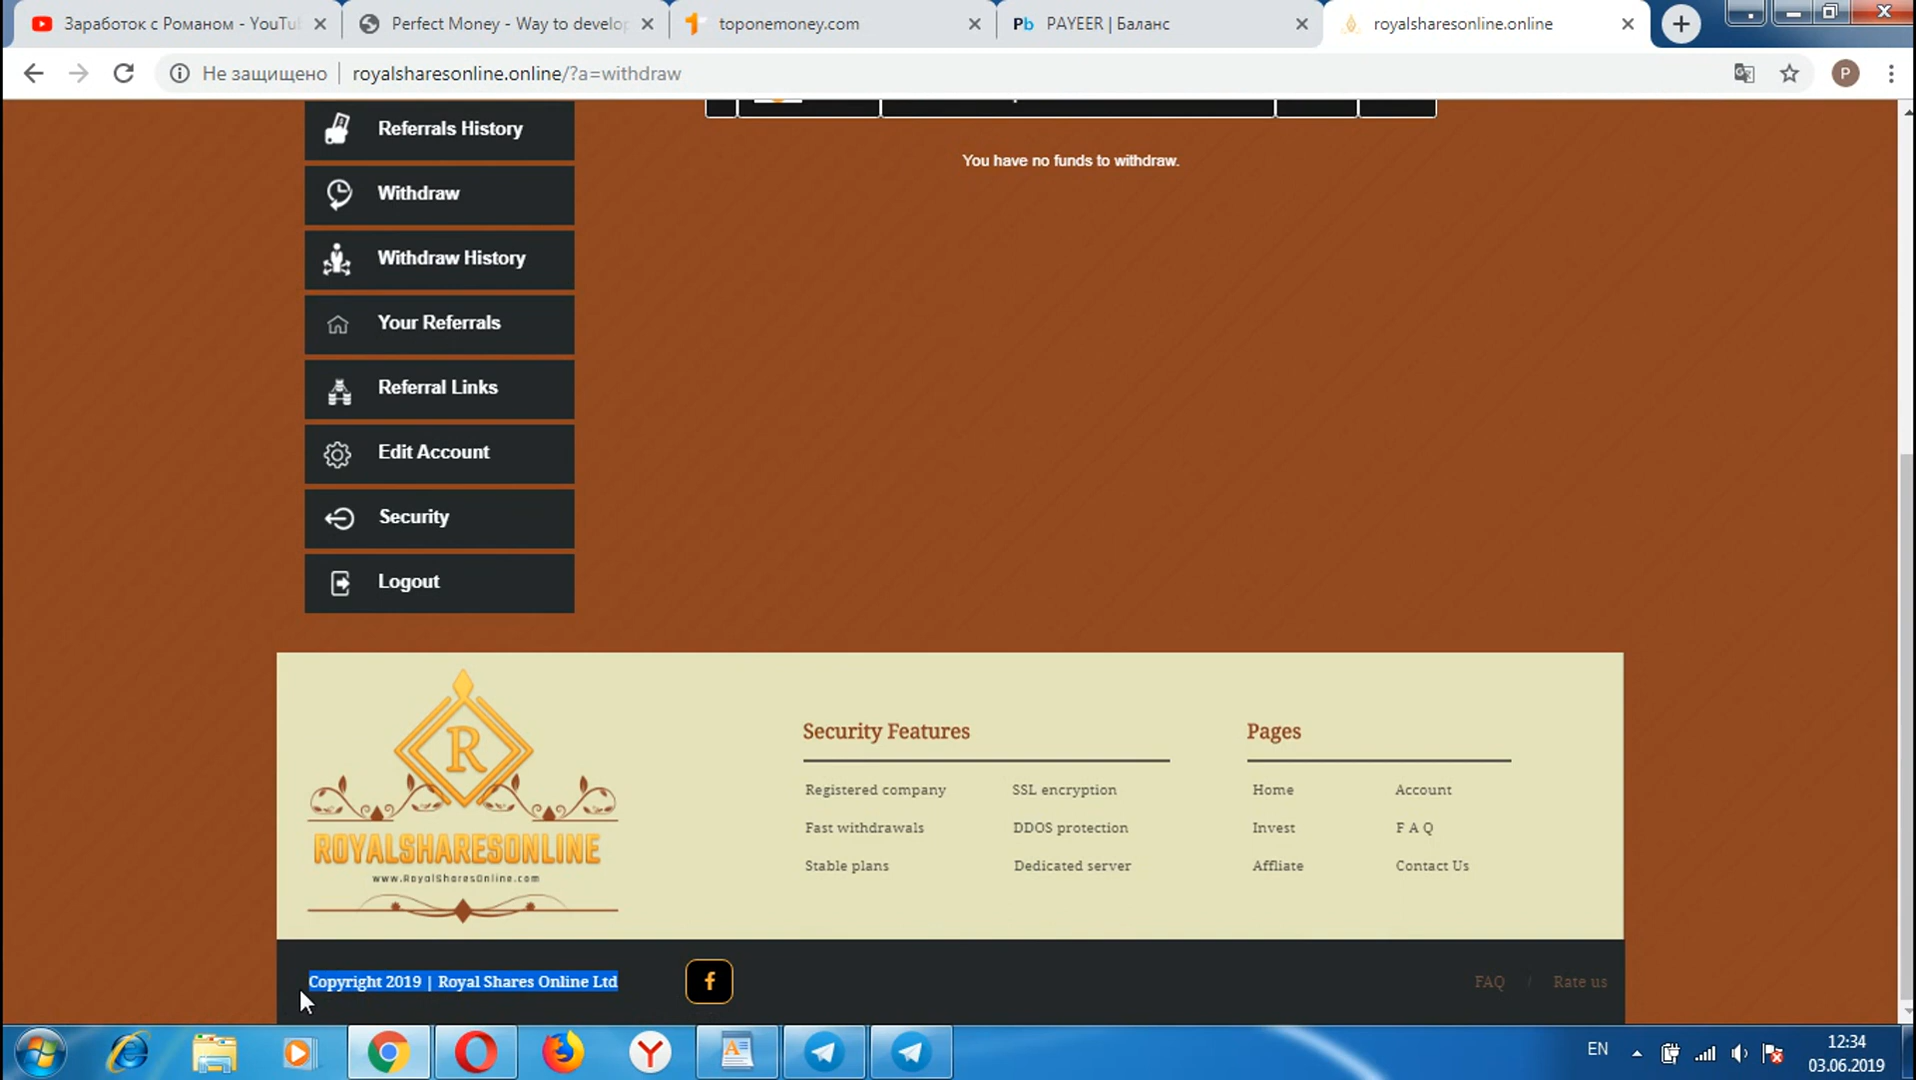 Заработок с Романом - YouTu
Perfect Money - Way to develop
toponemoney.com
Pb PAYEER | Баланс
royalsharesonline.online
Не защищено
royalsharesonline.online/?a=withdraw
P
You have no funds to withdraw.
Referrals History
Withdraw
Withdraw History
Your Referrals
Referral Links
Edit Account
Security
Logout
R
ROYALSHARESONLINE
www.RoyalSharesOnline.com
Security Features
Registered company
SSL encryption
Fast withdrawals
DDOS protection
Stable plans
Dedicated server
Pages
Home
Account
Invest
F A Q
Affliate
Contact Us
Copyright 2019 | Royal Shares Online Ltd
FAQ / Rate us
EN
12:34
03.06.2019